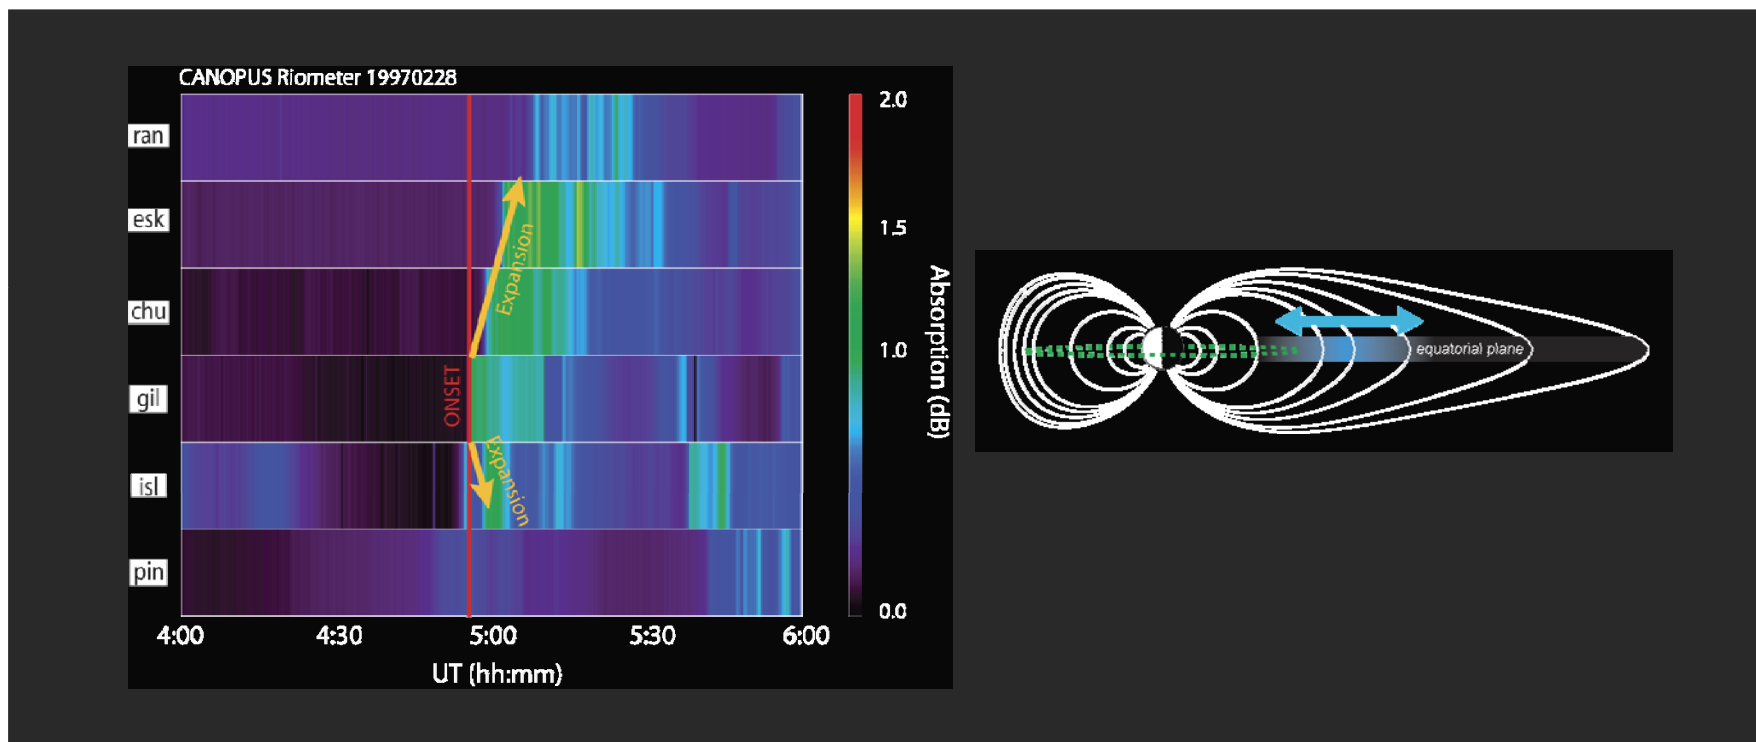 CANOPUS Riometer 19970228
ran
esk
chu
gil
isl
pin
Expansion
ONSET
Expansion
4:00 4:30 5:00 5:30 6:00
UT (hh:mm)
2.0
1.5
1.0
0.0
Absorption (dB)
equatorial plane